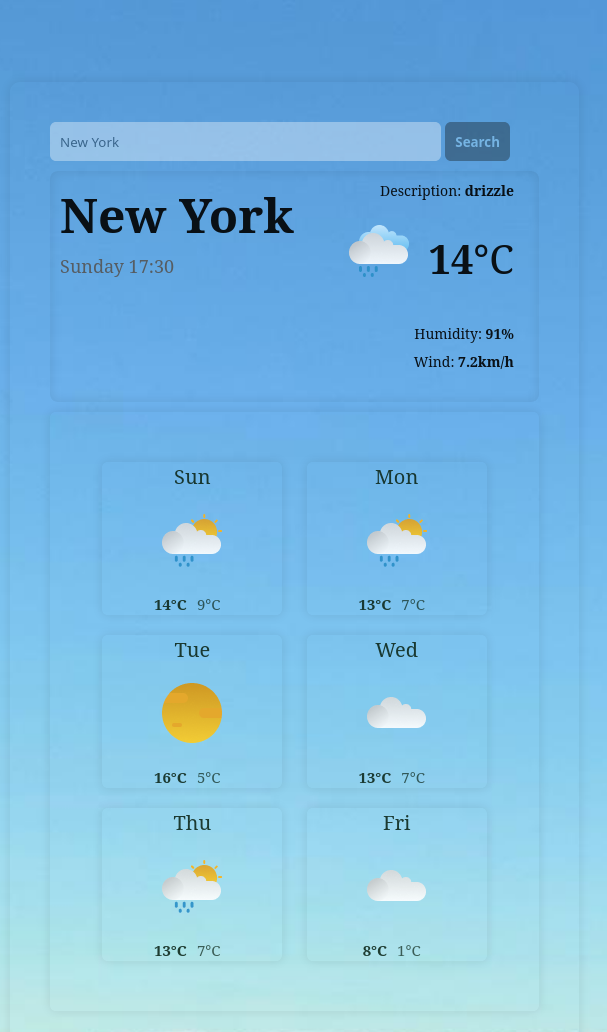 New York
Search
New York
Sunday 17:30
Description: drizzle
14°C
Humidity: 91%
Wind: 7.2km/h
Sun
14°C 9°C
Mon
13°C 7°C
Tue
16°C 5°C
Wed
13°C 7°C
Thu
13°C 7°C
Fri
8°C 1°C